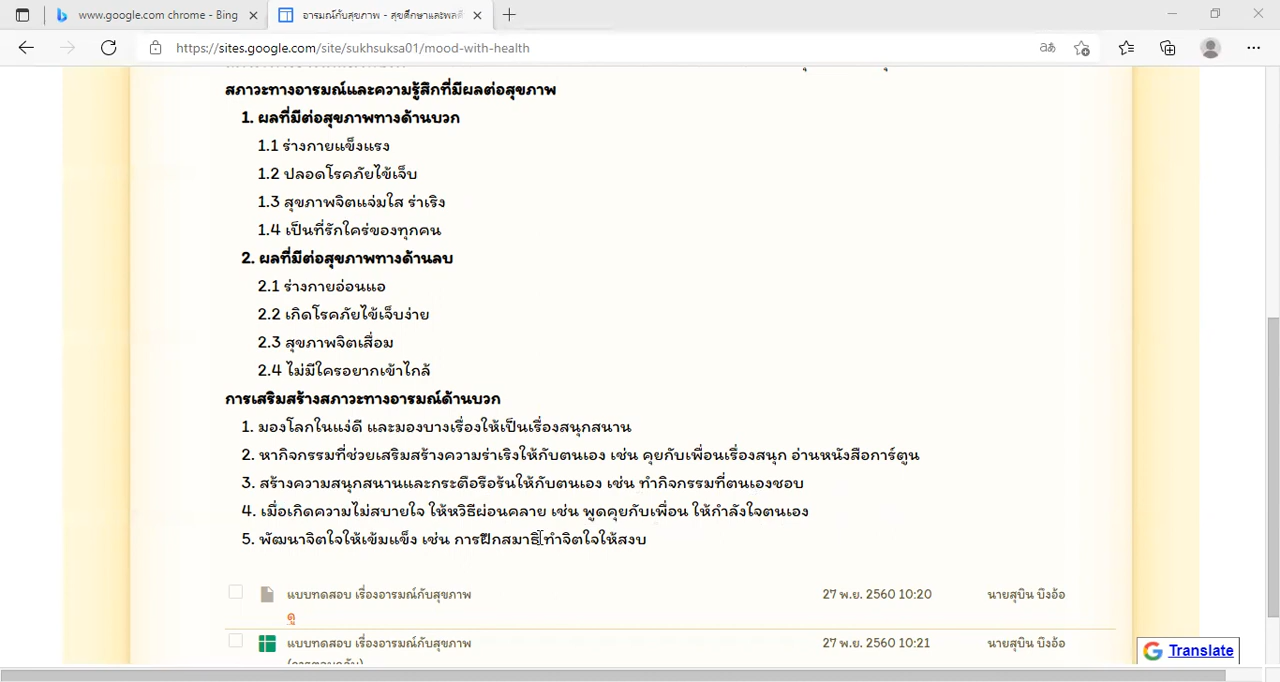 www.google.com chrome - Bing
อารมณ์กับสุขภาพ - สุขศึกษาและพลศึ
https://sites.google.com/site/sukhsuksa01/mood-with-health
สภาวะทางอารมณ์และความรู้สึกที่มีผลต่อสุขภาพ
1. ผลที่มีต่อสุขภาพทางด้านบวก
1.1 ร่างกายแข็งแรง
1.2 ปลอดโรคภัยไข้เจ็บ
1.3 สุขภาพจิตแจ่มใส ร่าเริง
1.4 เป็นที่รักใคร่ของทุกคน
2. ผลที่มีต่อสุขภาพทางด้านลบ
2.1 ร่างกายอ่อนแอ
2.2 เกิดโรคภัยไข้เจ็บง่าย
2.3 สุขภาพจิตเสื่อม
2.4 ไม่มีใครอยากเข้าไกล้
การเสริมสร้างสภาวะทางอารมณ์ด้านบวก
1. มองโลกในแง่ดี และมองบางเรื่องให้เป็นเรื่องสนุกสนาน
2. หากิจกรรมที่ช่วยเสริมสร้างความร่าเริงให้กับตนเอง เช่น คุยกับเพื่อนเรื่องสนุก อ่านหนังสือการ์ตูน
3. สร้างความสนุกสนานและกระตือรือร้นให้กับตนเอง เช่น ทำกิจกรรมที่ตนเองชอบ
4. เมื่อเกิดความไม่สบายใจ ให้หวิธีผ่อนคลาย เช่น พูดคุยกับเพื่อน ให้กำลังใจตนเอง
5. พัฒนาจิตใจให้เข้มแข็ง เช่น การฝึกสมาธิ ทำจิตใจให้สงบ
แบบทดสอบ เรื่องอารมณ์กับสุขภาพ 27 พ.ย. 2560 10:20 นายสุบิน บึงอ้อ
ดู
แบบทดสอบ เรื่องอารมณ์กับสุขภาพ 27 พ.ย. 2560 10:21 นายสุบิน บึงอ้อ
Translate